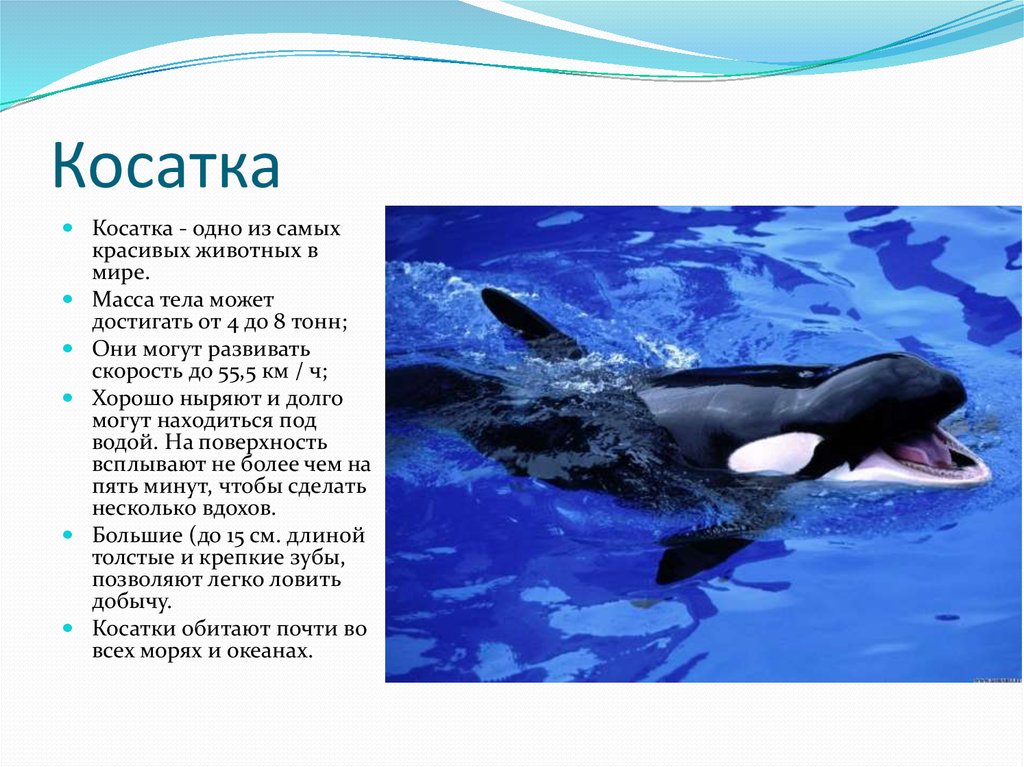 Косатка
Косатка - одно из самых
красивых животных в
мире.
Масса тела может
достигать от 4 до 8 тонн;
Они могут развивать
скорость до 55,5 км / ч;
Хорошо ныряют и долго
могут находиться под
водой. На поверхность
всплывают не более чем на
пять минут, чтобы сделать
несколько вдохов.
Большие (до 15 см. длиной
толстые и крепкие зубы,
позволяют легко ловить
добычу.
Косатки обитают почти во
всех морях и океанах.